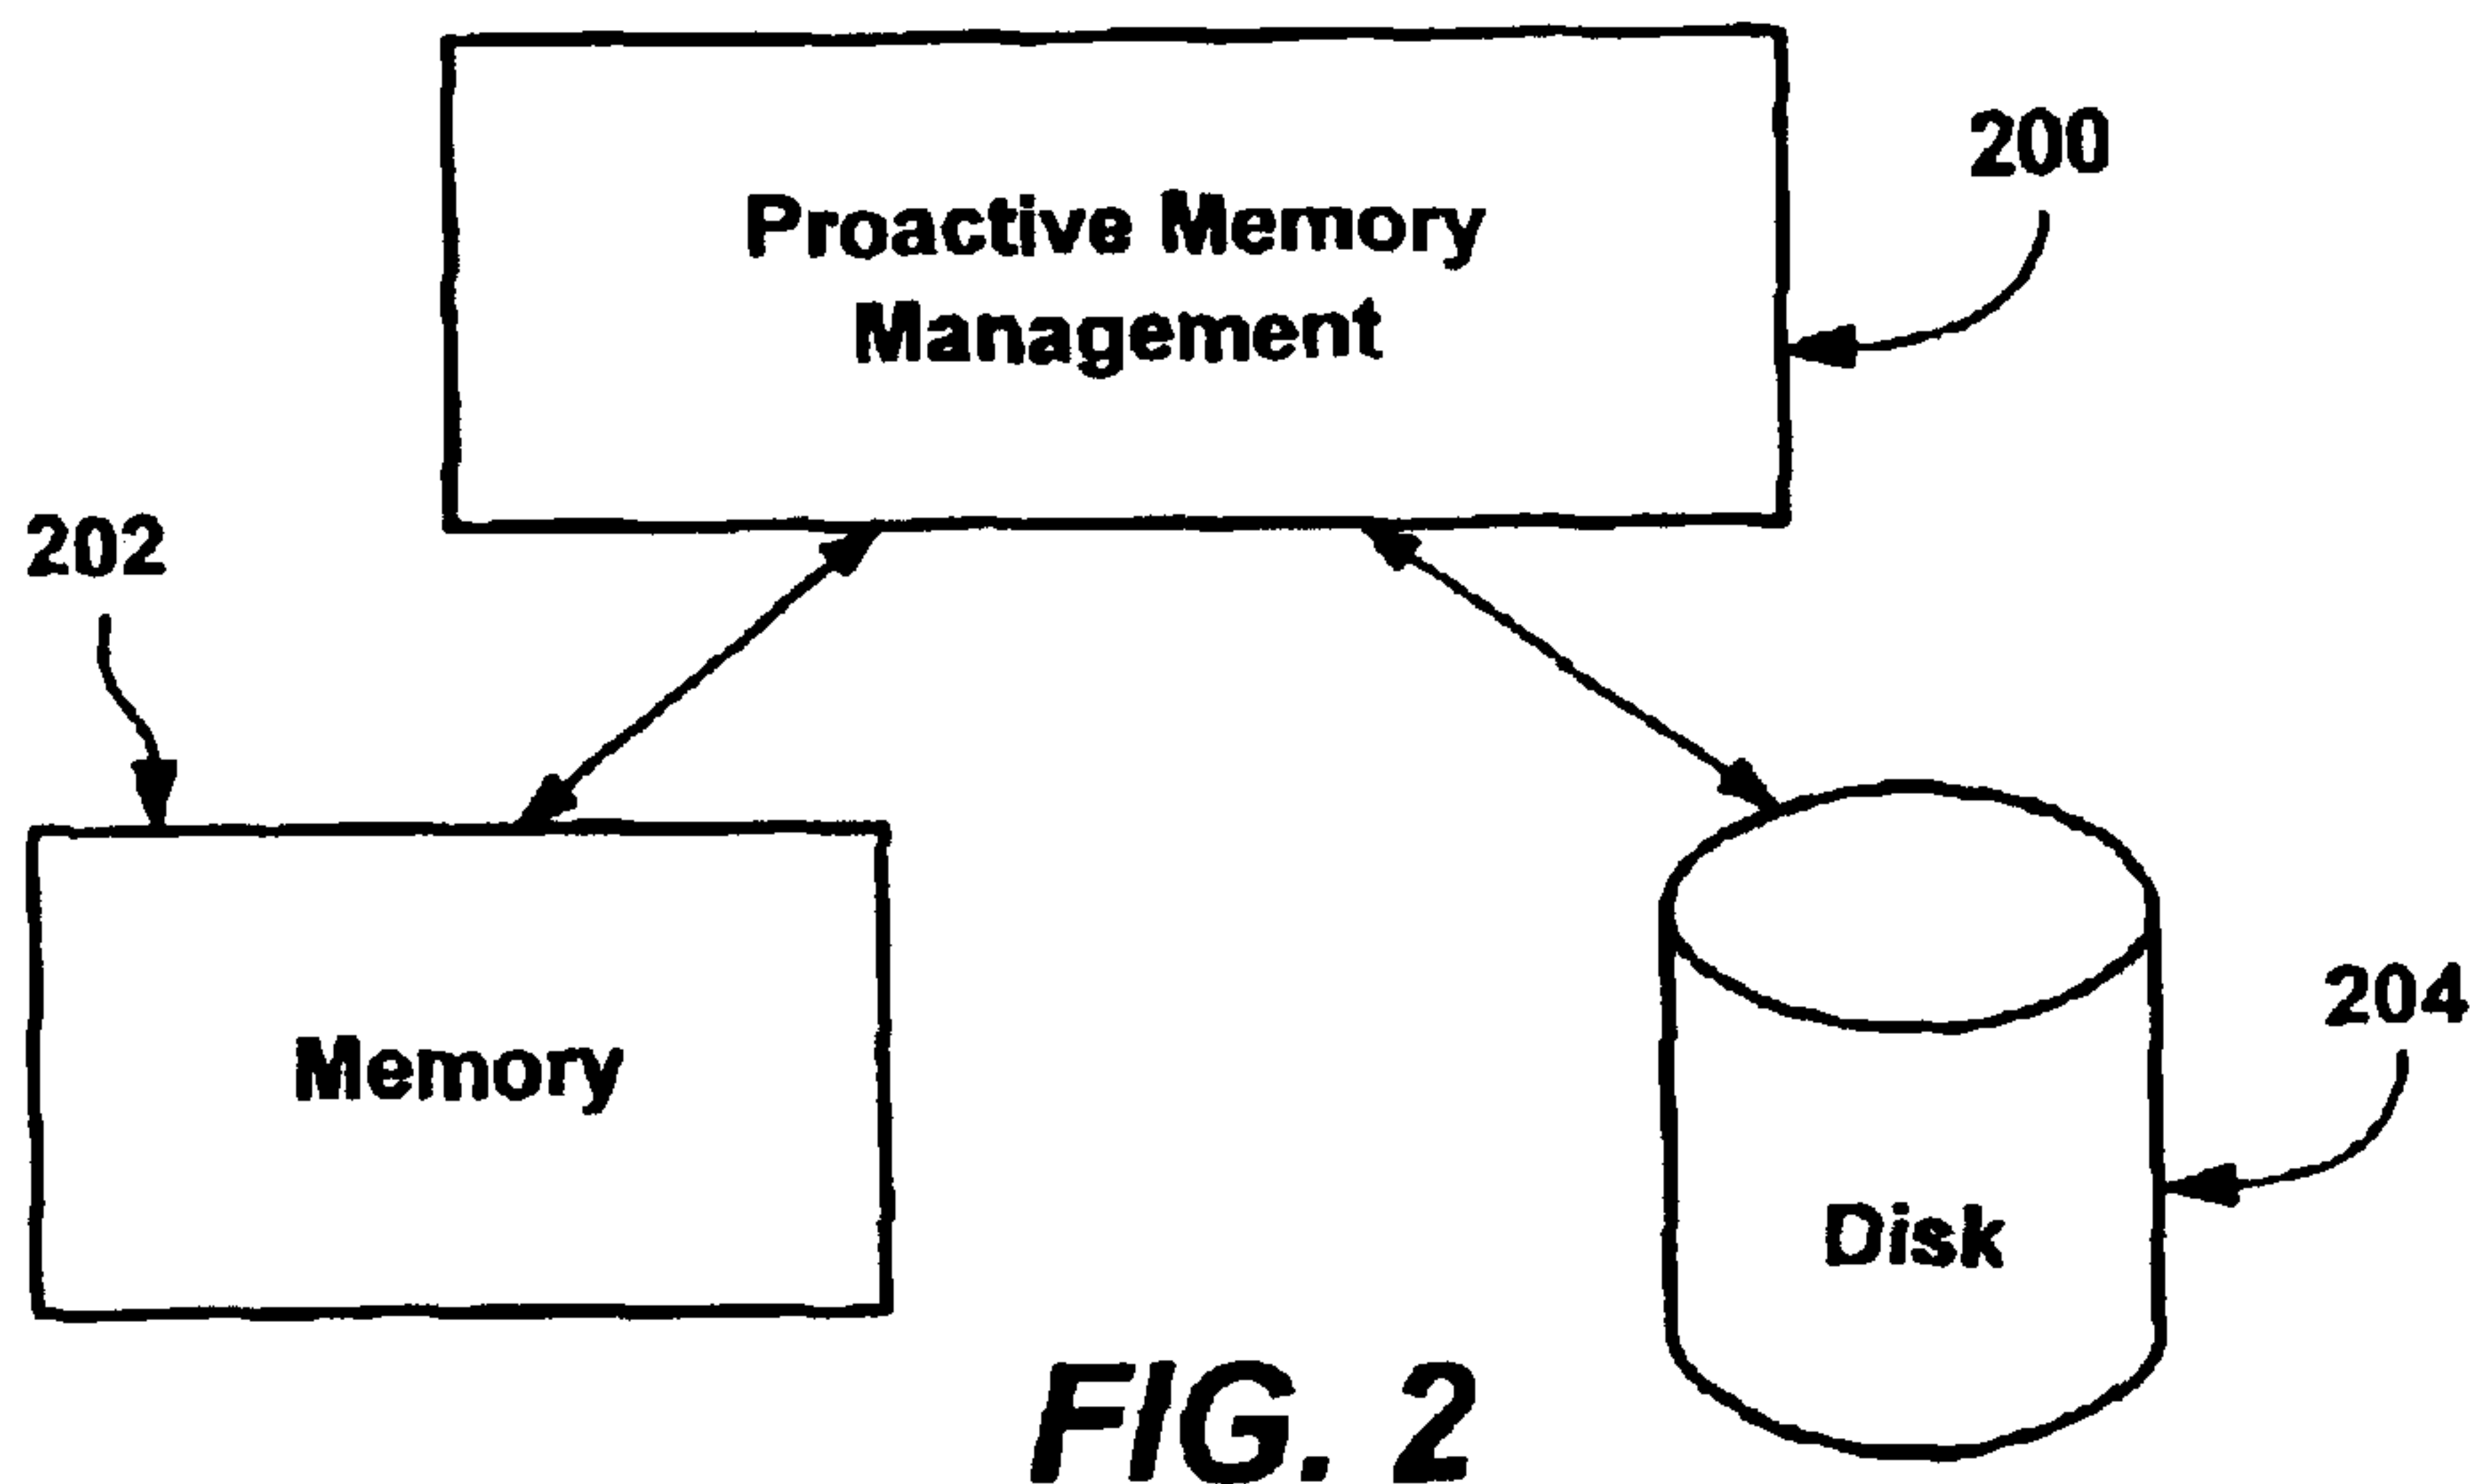 200
Proactive Memory
Management
202
204
Memory
Disk
FIG. 2